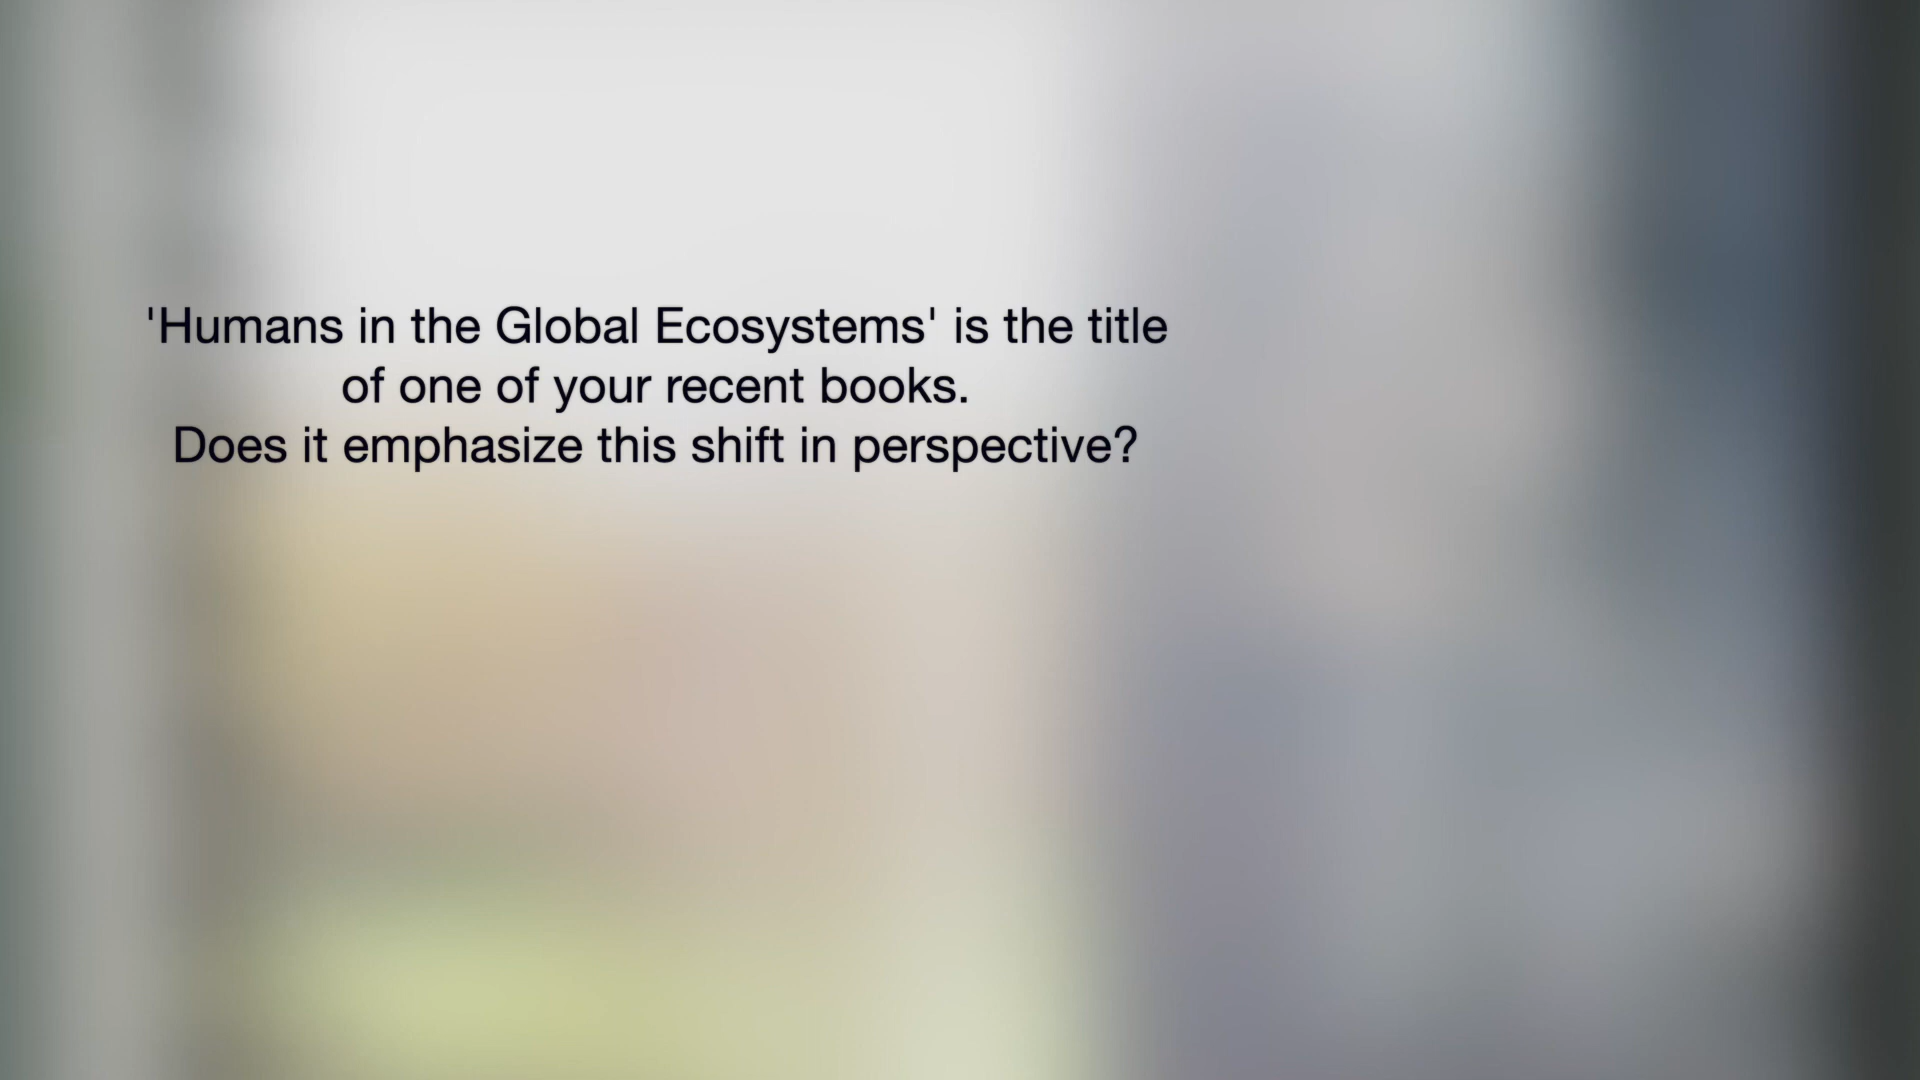 'Humans in the Global Ecosystems' is the title
of one of your recent books.
Does it emphasize this shift in perspective?